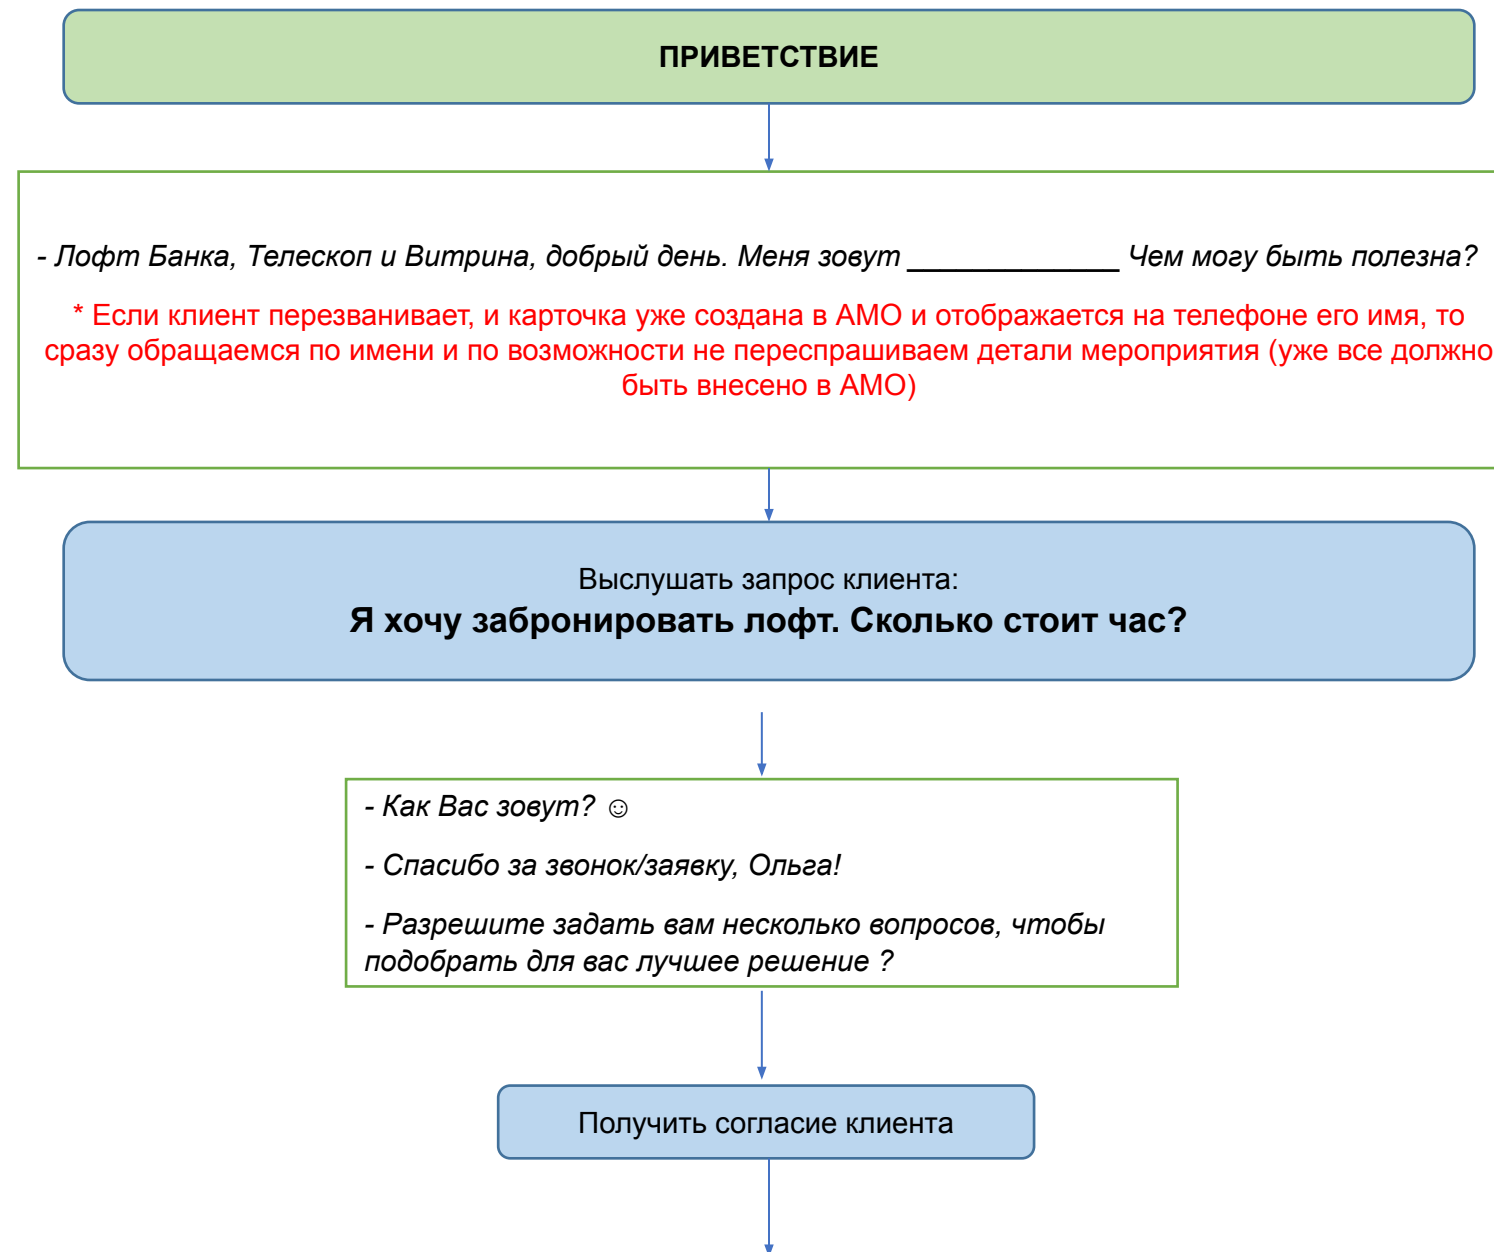 ПРИВЕТСТВИЕ
- Лофт Банка, Телескоп и Витрина, добрый день. Меня зовут _____________ Чем могу быть полезна?
* Если клиент перезванивает, и карточка уже создана в АМО и отображается на телефоне его имя, то
сразу обращаемся по имени и по возможности не переспрашиваем детали мероприятия (уже все должно
быть внесено в АМО)
Выслушать запрос клиента:
Я хочу забронировать лофт. Сколько стоит час?
- Как Вас зовут? ☺
- Спасибо за звонок/заявку, Ольга!
- Разрешите задать вам несколько вопросов, чтобы
подобрать для вас лучшее решение ?
Получить согласие клиента